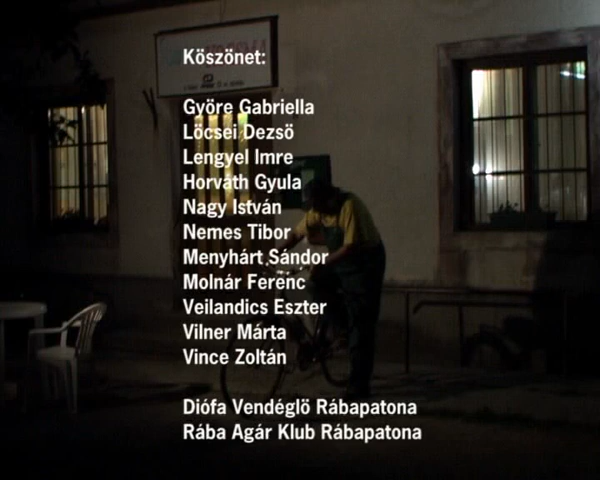 Köszönet:
Györe Gabriella
Löcsei Dezsö
Lengyel Imre
Horváth Gyula
Nagy István
Nemes Tibor
Menyhárt Sándor
Molnár Ferenc
Veilandics Eszter
Vilner Márta
Vince Zoltán
Diófa Vendéglö Rábapatona
Rába Agár Klub Rábapatona